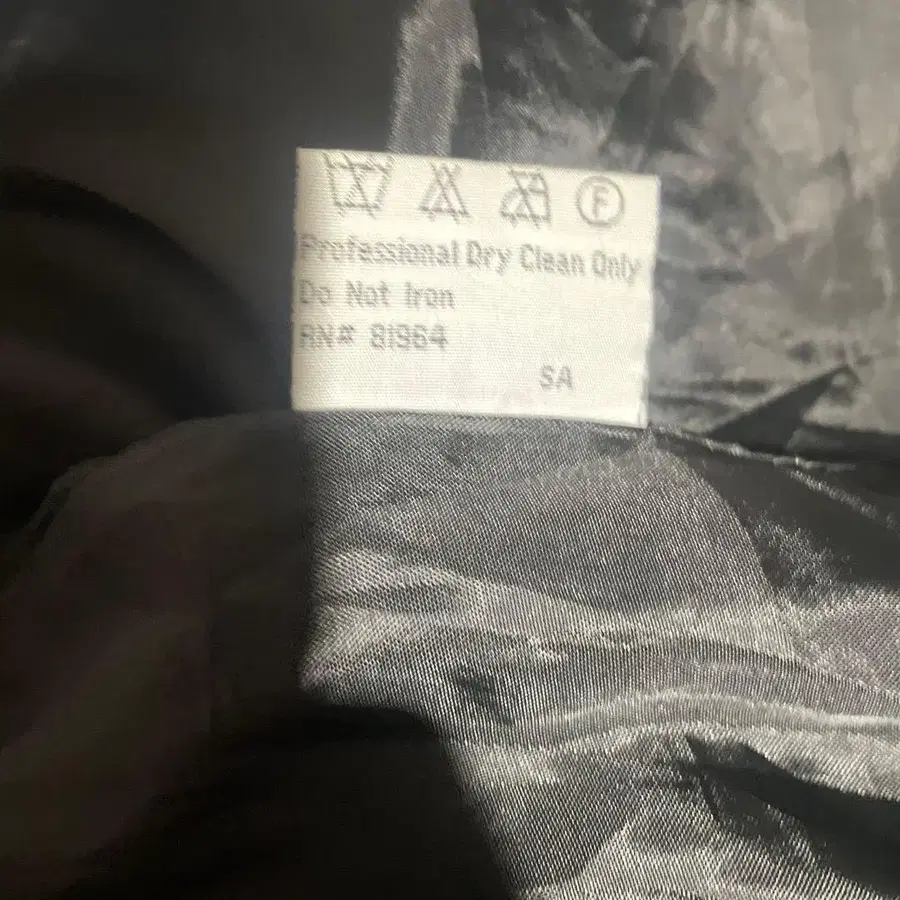 F
Professional Dry Clean Only
Do Not Iron
RN# 81964
SA